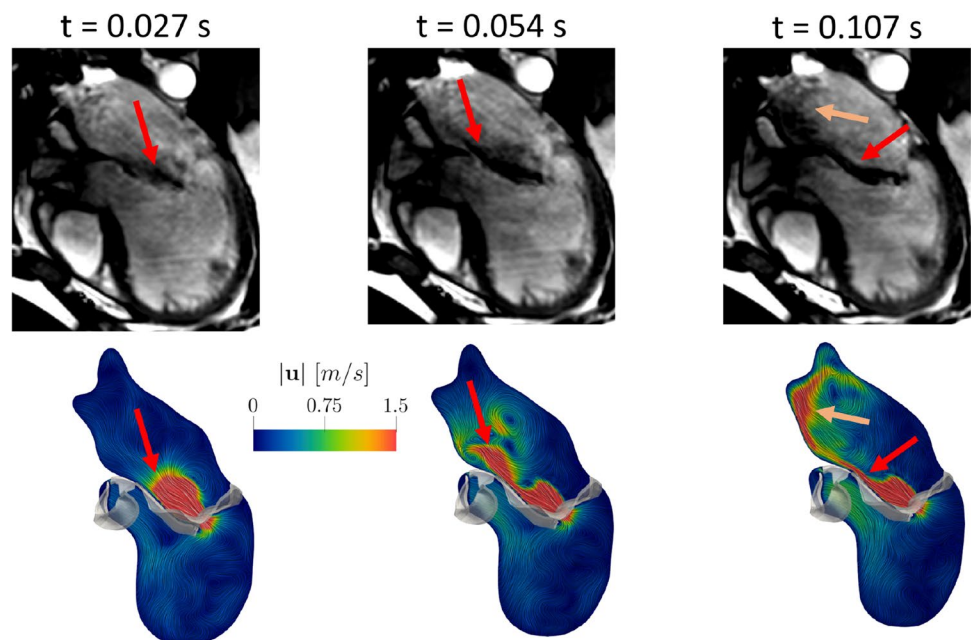 t = 0.027 s
t = 0.054 s
t = 0.107 s
|u| [m/s]
0 0.75 1.5